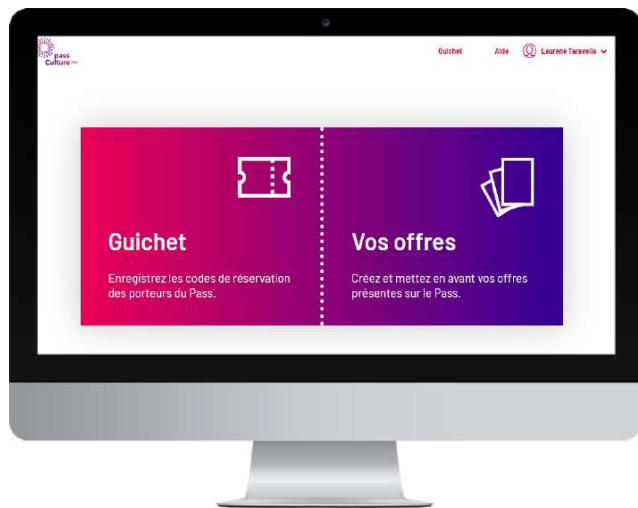 pass
Culture PRO
Guichet
Aide
Laurène Taravella
Guichet
Enregistrez les codes de réservation
des porteurs du Pass.
Vos offres
Créez et mettez en avant vos offres
présentes sur le Pass.